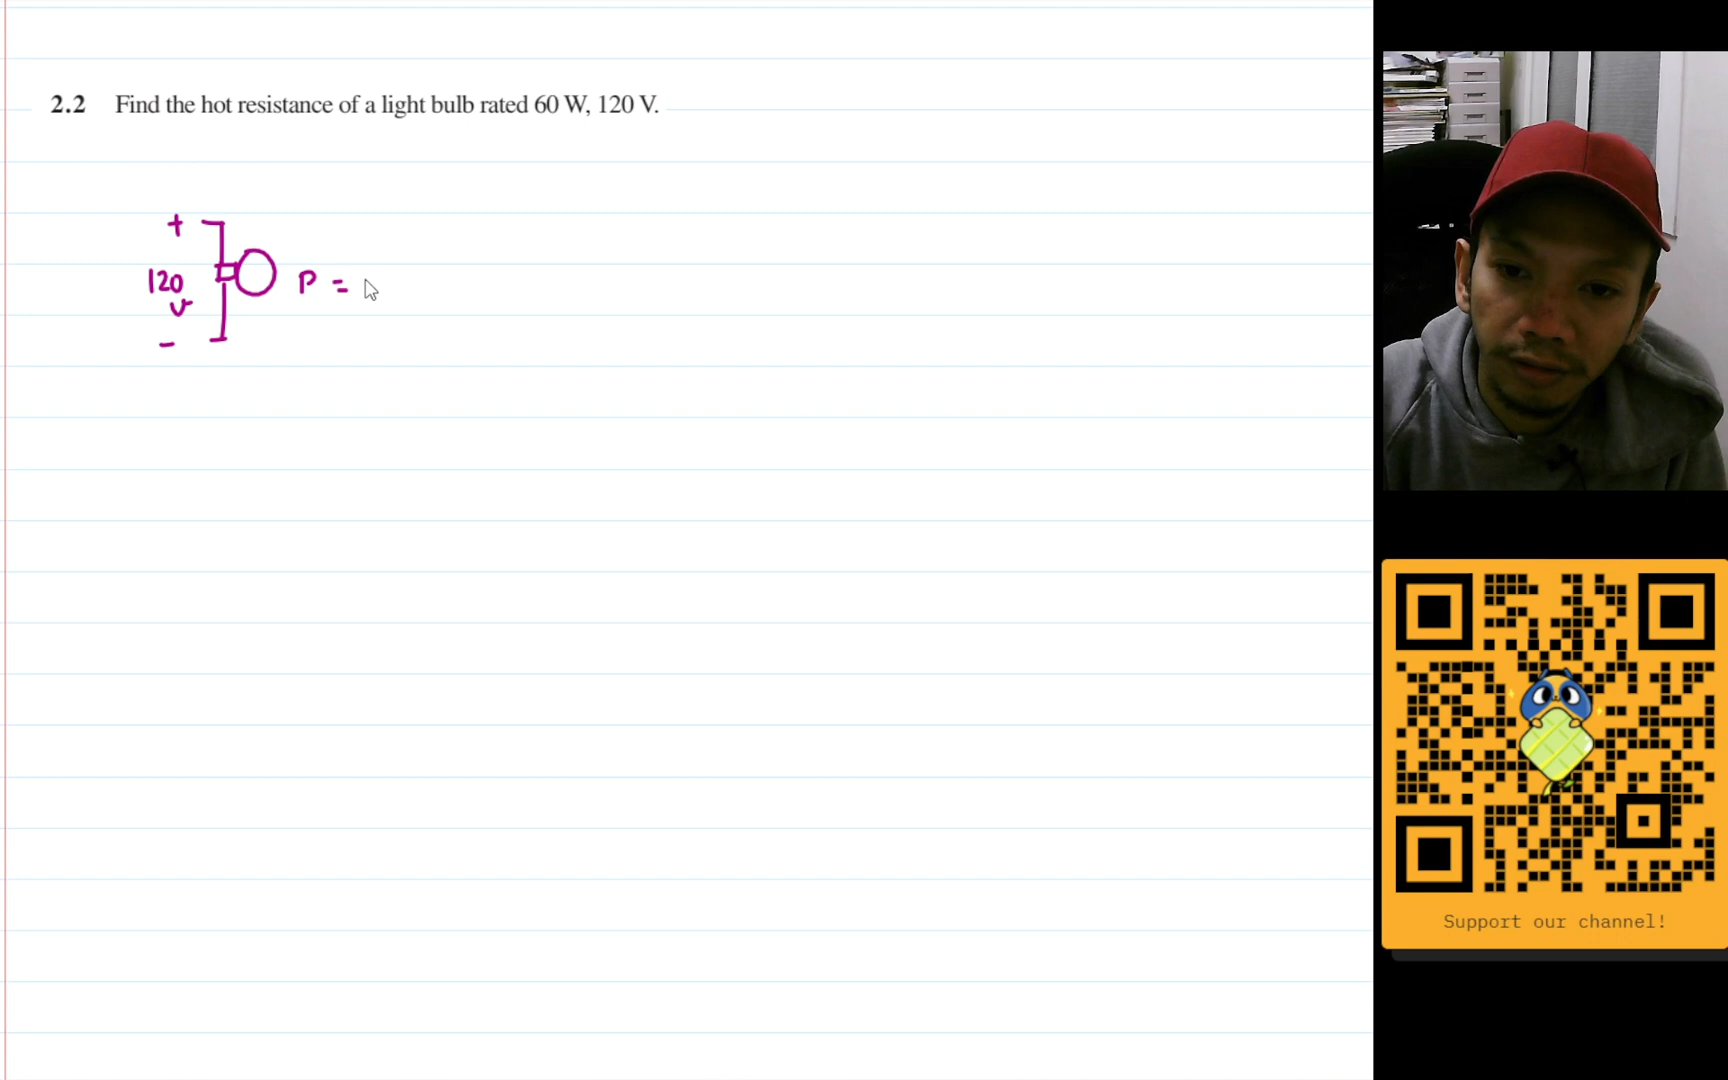 2.2 Find the hot resistance of a light bulb rated 60 W, 120 V.
+
120 P =
V
-
Support our channel!